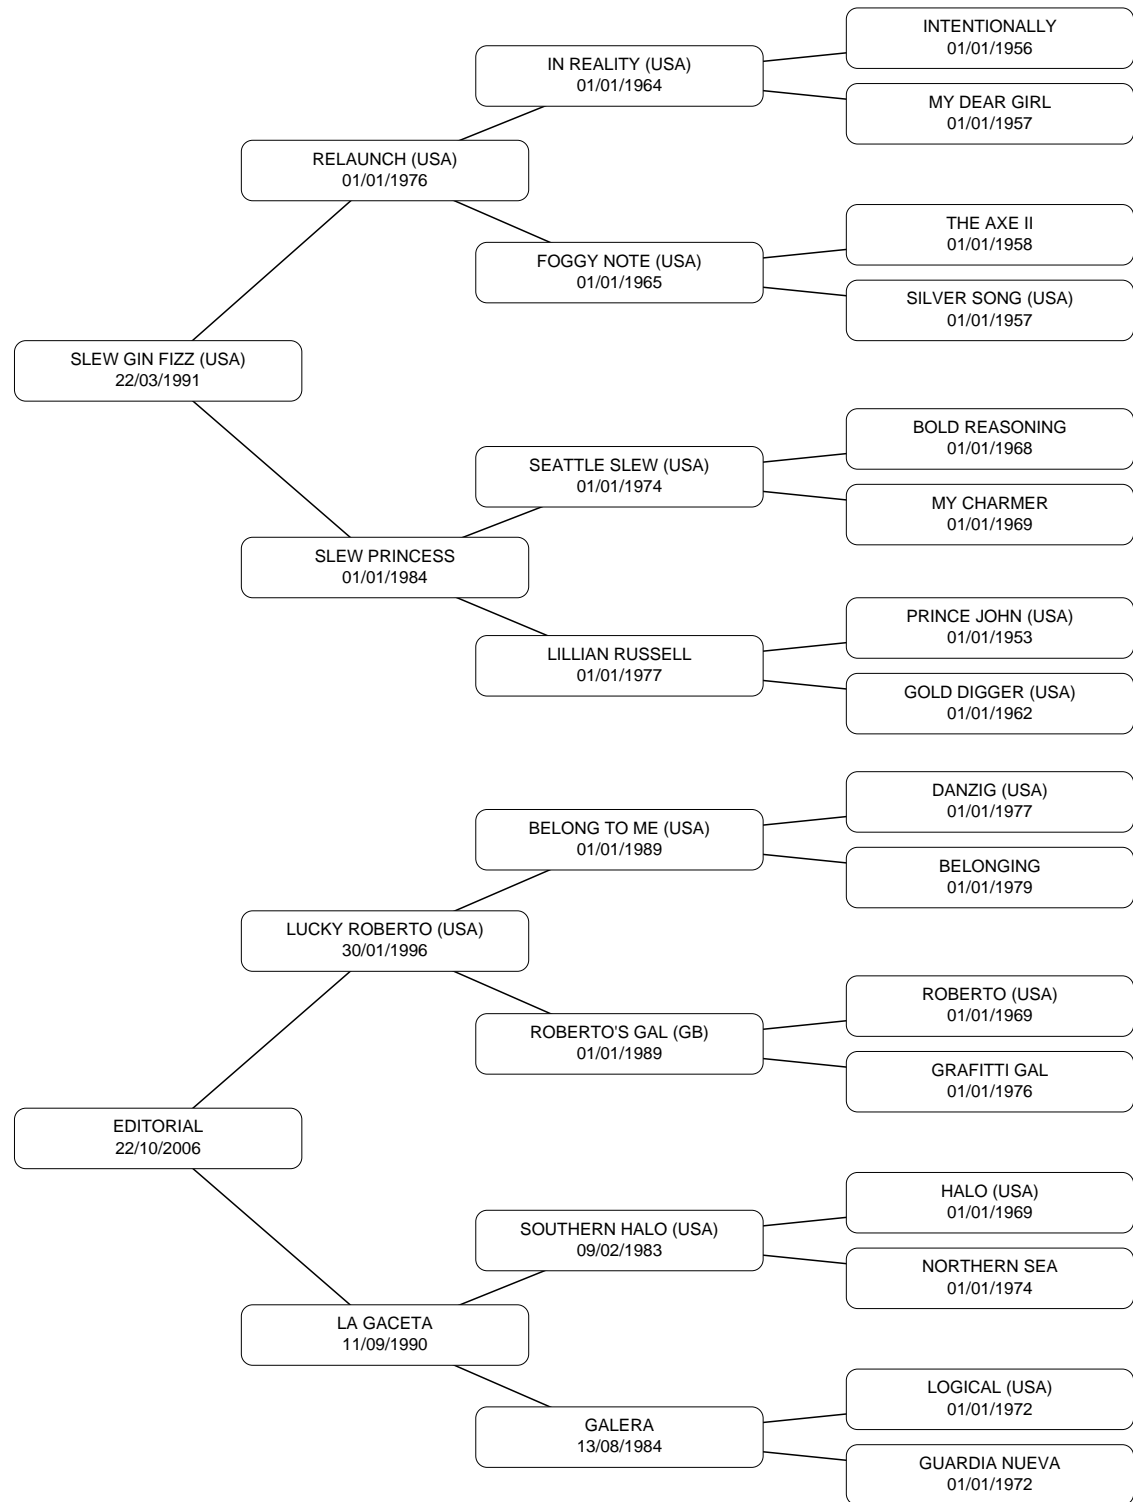 INTENTIONALLY
01/01/1956
IN REALITY (USA)
01/01/1964
MY DEAR GIRL
01/01/1957
RELAUNCH (USA)
01/01/1976
THE AXE II
01/01/1958
FOGGY NOTE (USA)
01/01/1965
SILVER SONG (USA)
01/01/1957
SLEW GIN FIZZ (USA)
22/03/1991
BOLD REASONING
01/01/1968
SEATTLE SLEW (USA)
01/01/1974
MY CHARMER
01/01/1969
SLEW PRINCESS
01/01/1984
PRINCE JOHN (USA)
01/01/1953
LILLIAN RUSSELL
01/01/1977
GOLD DIGGER (USA)
01/01/1962
DANZIG (USA)
01/01/1977
BELONG TO ME (USA)
01/01/1989
BELONGING
01/01/1979
LUCKY ROBERTO (USA)
30/01/1996
ROBERTO (USA)
01/01/1969
ROBERTO'S GAL (GB)
01/01/1989
GRAFITTI GAL
01/01/1976
EDITORIAL
22/10/2006
HALO (USA)
01/01/1969
SOUTHERN HALO (USA)
09/02/1983
NORTHERN SEA
01/01/1974
LA GACETA
11/09/1990
LOGICAL (USA)
01/01/1972
GALERA
13/08/1984
GUARDIA NUEVA
01/01/1972